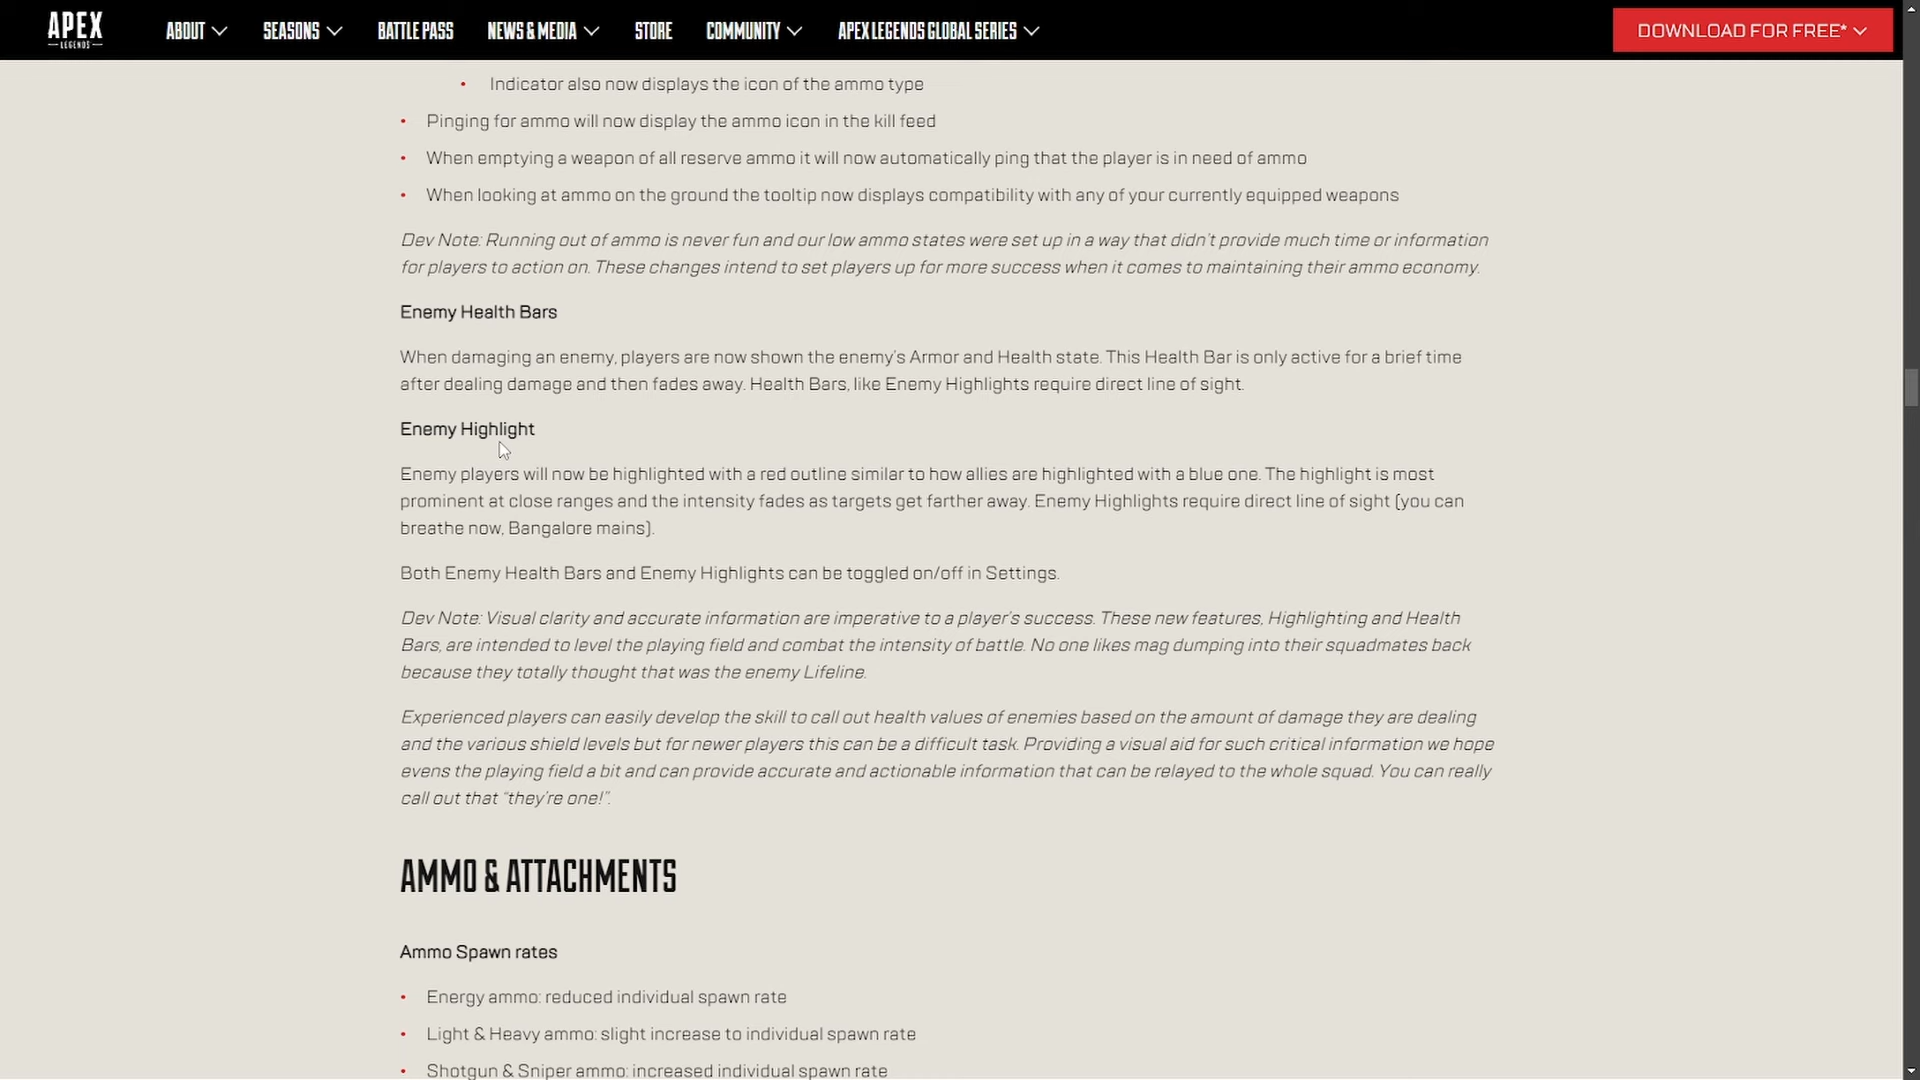 APEX
LEGENDS
ABOUT SEASONS BATTLE PASS NEWS & MEDIA STORE COMMUNITY APEX LEGENDS GLOBAL SERIES DOWNLOAD FOR FREE*
• Indicator also now displays the icon of the ammo type
• Pinging for ammo will now display the ammo icon in the kill feed
• When emptying a weapon of all reserve ammo it will now automatically ping that the player is in need of ammo
• When looking at ammo on the ground the tooltip now displays compatibility with any of your currently equipped weapons
Dev Note: Running out of ammo is never fun and our low ammo states were set up in a way that didn't provide much time or information
for players to action on. These changes intend to set players up for more success when it comes to maintaining their ammo economy.
Enemy Health Bars
When damaging an enemy, players are now shown the enemy's Armor and Health state. This Health Bar is only active for a brief time
after dealing damage and then fades away. Health Bars, like Enemy Highlights require direct line of sight.
Enemy Highlight
Enemy players will now be highlighted with a red outline similar to how allies are highlighted with a blue one. The highlight is most
prominent at close ranges and the intensity fades as targets get farther away. Enemy Highlights require direct line of sight (you can
breathe now, Bangalore mains).
Both Enemy Health Bars and Enemy Highlights can be toggled on/off in Settings.
Dev Note: Visual clarity and accurate information are imperative to a player's success. These new features, Highlighting and Health
Bars, are intended to level the playing field and combat the intensity of battle. No one likes mag dumping into their squadmates back
because they totally thought that was the enemy Lifeline.
Experienced players can easily develop the skill to call out health values of enemies based on the amount of damage they are dealing
and the various shield levels but for newer players this can be a difficult task. Providing a visual aid for such critical information we hope
evens the playing field a bit and can provide accurate and actionable information that can be relayed to the whole squad. You can really
call out that "they're one!".
AMMO & ATTACHMENTS
Ammo Spawn rates
• Energy ammo: reduced individual spawn rate
• Light & Heavy ammo: slight increase to individual spawn rate
• Shotgun & Sniper ammo: increased individual spawn rate